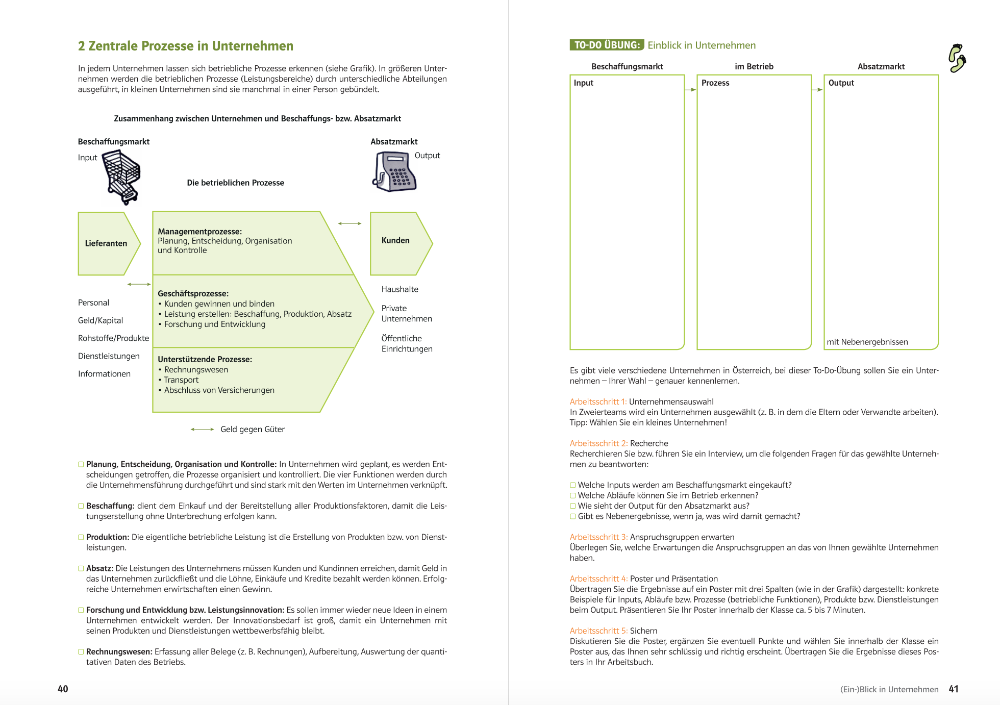 2 Zentrale Prozesse in Unternehmen
In jedem Unternehmen lassen sich betriebliche Prozesse erkennen (siehe Grafik). In größeren Unter-
nehmen werden die betrieblichen Prozesse (Leistungsbereiche) durch unterschiedliche Abteilungen
ausgeführt, in kleinen Unternehmen sind sie manchmal in einer Person gebündelt.
Zusammenhang zwischen Unternehmen und Beschaffungs- bzw. Absatzmarkt
Beschaffungsmarkt
Input
Absatzmarkt
Output
Die betrieblichen Prozesse
Lieferanten
Managementprozesse:
Planung, Entscheidung, Organisation
und Kontrolle
Kunden
Personal
Geld/Kapital
Rohstoffe/Produkte
Dienstleistungen
Informationen
Geschäftsprozesse:
• Kunden gewinnen und binden
• Leistung erstellen: Beschaffung, Produktion, Absatz
• Forschung und Entwicklung
Unterstützende Prozesse:
• Rechnungswesen
• Transport
• Abschluss von Versicherungen
Haushalte
Private
Unternehmen
Öffentliche
Einrichtungen
Geld gegen Güter
Planung, Entscheidung, Organisation und Kontrolle: In Unternehmen wird geplant, es werden Ent-
scheidungen getroffen, die Prozesse organisiert und kontrolliert. Die vier Funktionen werden durch
die Unternehmensführung durchgeführt und sind stark mit den Werten im Unternehmen verknüpft.
Beschaffung: dient dem Einkauf und der Bereitstellung aller Produktionsfaktoren, damit die Leis-
tungserstellung ohne Unterbrechung erfolgen kann.
Produktion: Die eigentliche betriebliche Leistung ist die Erstellung von Produkten bzw. von Dienst-
leistungen.
Absatz: Die Leistungen des Unternehmens müssen Kunden und Kundinnen erreichen, damit Geld in
das Unternehmen zurückfließt und die Löhne, Einkäufe und Kredite bezahlt werden können. Erfolg-
reiche Unternehmen erwirtschaften einen Gewinn.
Forschung und Entwicklung bzw. Leistungsinnovation: Es sollen immer wieder neue Ideen in einem
Unternehmen entwickelt werden. Der Innovationsbedarf ist groß, damit ein Unternehmen mit
seinen Produkten und Dienstleistungen wettbewerbsfähig bleibt.
Rechnungswesen: Erfassung aller Belege (z. B. Rechnungen), Aufbereitung, Auswertung der quanti-
tativen Daten des Betriebs.
40
TO-DO ÜBUNG: Einblick in Unternehmen
Beschaffungsmarkt
im Betrieb
Absatzmarkt
Input
Prozess
Output
mit Nebenergebnissen
Es gibt viele verschiedene Unternehmen in Österreich, bei dieser To-Do-Übung sollen Sie ein Unter-
nehmen – Ihrer Wahl – genauer kennenlernen.
Arbeitsschritt 1: Unternehmensauswahl
In Zweierteams wird ein Unternehmen ausgewählt (z. B. in dem die Eltern oder Verwandte arbeiten).
Tipp: Wählen Sie ein kleines Unternehmen!
Arbeitsschritt 2: Recherche
Recherchieren Sie bzw. führen Sie ein Interview, um die folgenden Fragen für das gewählte Unterneh-
men zu beantworten:
Welche Inputs werden am Beschaffungsmarkt eingekauft?
Welche Abläufe können Sie im Betrieb erkennen?
Wie sieht der Output für den Absatzmarkt aus?
Gibt es Nebenergebnisse, wenn ja, was wird damit gemacht?
Arbeitsschritt 3: Anspruchsgruppen erwarten
Überlegen Sie, welche Erwartungen die Anspruchsgruppen an das von Ihnen gewählte Unternehmen
haben.
Arbeitsschritt 4: Poster und Präsentation
Übertragen Sie die Ergebnisse auf ein Poster mit drei Spalten (wie in der Grafik) dargestellt: konkrete
Beispiele für Inputs, Abläufe bzw. Prozesse (betriebliche Funktionen), Produkte bzw. Dienstleistungen
beim Output. Präsentieren Sie Ihr Poster innerhalb der Klasse ca. 5 bis 7 Minuten.
Arbeitsschritt 5: Sichern
Diskutieren Sie die Poster, ergänzen Sie eventuell Punkte und wählen Sie innerhalb der Klasse ein
Poster aus, das Ihnen sehr schlüssig und richtig erscheint. Übertragen Sie die Ergebnisse dieses Pos-
ters in Ihr Arbeitsbuch.
(Ein-)Blick in Unternehmen 41